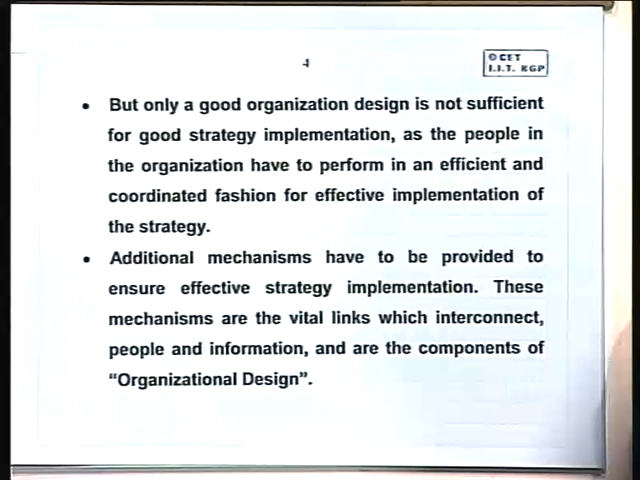 4
© CET
I.I.T. KGP
• But only a good organization design is not sufficient
for good strategy implementation, as the people in
the organization have to perform in an efficient and
coordinated fashion for effective implementation of
the strategy.
• Additional mechanisms have to be provided to
ensure effective strategy implementation. These
mechanisms are the vital links which interconnect,
people and information, and are the components of
“Organizational Design”.